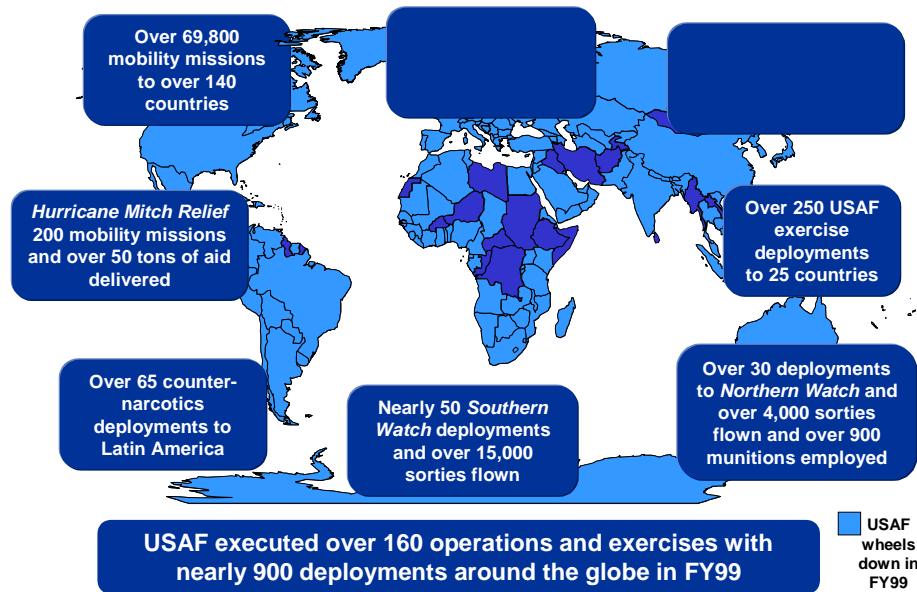 Over 69,800
mobility missions
to over 140
countries
Hurricane Mitch Relief
200 mobility missions
and over 50 tons of aid
delivered
Over 250 USAF
exercise
deployments
to 25 countries
Over 65 counter-
narcotics
deployments to
Latin America
Nearly 50 Southern
Watch deployments
and over 15,000
sorties flown
Over 30 deployments
to Northern Watch and
over 4,000 sorties
flown and over 900
munitions employed
USAF executed over 160 operations and exercises with
nearly 900 deployments around the globe in FY99
USAF
wheels
down in
FY99